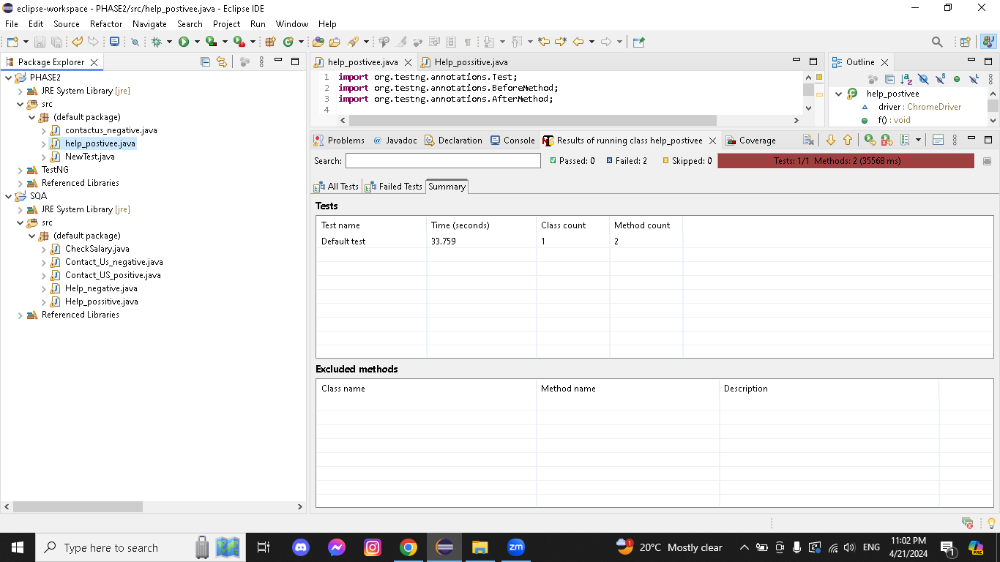 eclipse-workspace - PHASE2/src/help_postivee.java - Eclipse IDE
File Edit Source Refactor Navigate Search Project Run Window Help
Package Explorer
PHASE2
JRE System Library [jre]
src
(default package)
contactus_negative.java
help_postivee.java
NewTest.java
TestNG
Referenced Libraries
SQA
JRE System Library [jre]
src
(default package)
CheckSalary.java
Contact_Us_negative.java
Contact_US_positive.java
Help_negative.java
Help_possitive.java
Referenced Libraries
help_postivee.java Help_possitive.java
1 import org.testng.annotations.Test;
2 import org.testng.annotations.BeforeMethod;
3 import org.testng.annotations.AfterMethod;
4
Outline
help_postivee
driver : ChromeDriver
f() : void
Problems @ Javadoc Declaration Console Results of running class help_postivee Coverage
Search: Passed: 0 Failed: 2 Skipped: 0 Tests: 1/1 Methods: 2 (35568 ms)
All Tests Failed Tests Summary
Tests
Test name Time (seconds) Class count Method count
Default test 33.759 1 2
Excluded methods
Class name Method name Description
Type here to search zm 1 20°C Mostly clear ENG 11:02 PM 4/21/2024 1 PRE